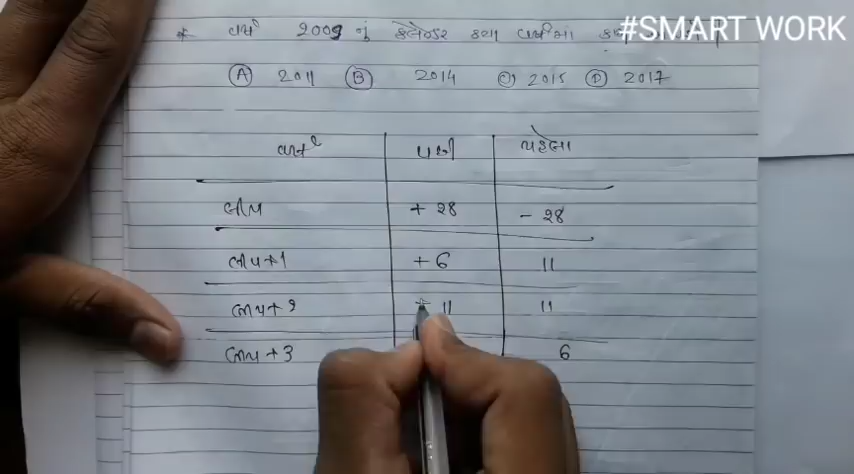 #SMART WORK
* વર્ષ 2009 નું કેલેન્ડર કયા વર્ષમાં
(A) 2011 (B) 2014 (C) 2015 (D) 2017
વર્ષ પછી પહેલા
લીપ + 28 - 28
લીપ+1 + 6 11
લીપ+2 + 11 11
લીપ+3 6